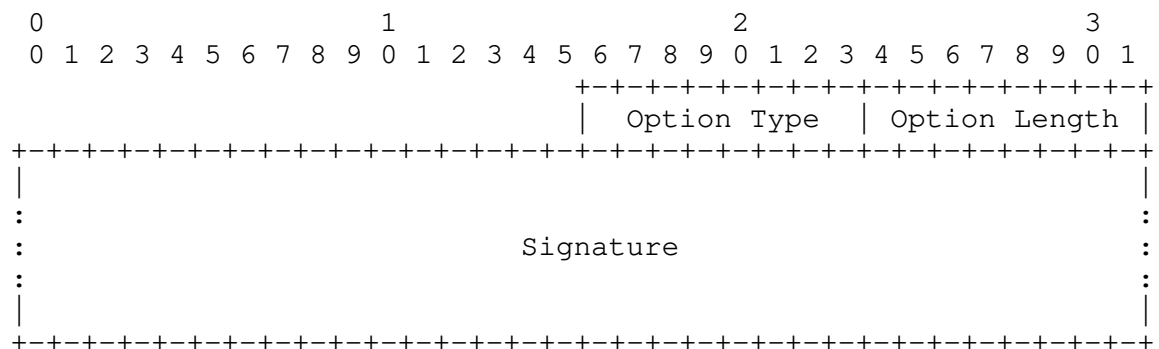 0                   1                   2                   3
 0 1 2 3 4 5 6 7 8 9 0 1 2 3 4 5 6 7 8 9 0 1 2 3 4 5 6 7 8 9 0 1
                                +-+-+-+-+-+-+-+-+-+-+-+-+-+-+-+-+
                                |  Option Type  | Option Length |
+-+-+-+-+-+-+-+-+-+-+-+-+-+-+-+-+-+-+-+-+-+-+-+-+-+-+-+-+-+-+-+-+
|                                                               |
:                                                               :
:                            Signature                          :
:                                                               :
|                                                               |
+-+-+-+-+-+-+-+-+-+-+-+-+-+-+-+-+-+-+-+-+-+-+-+-+-+-+-+-+-+-+-+-+